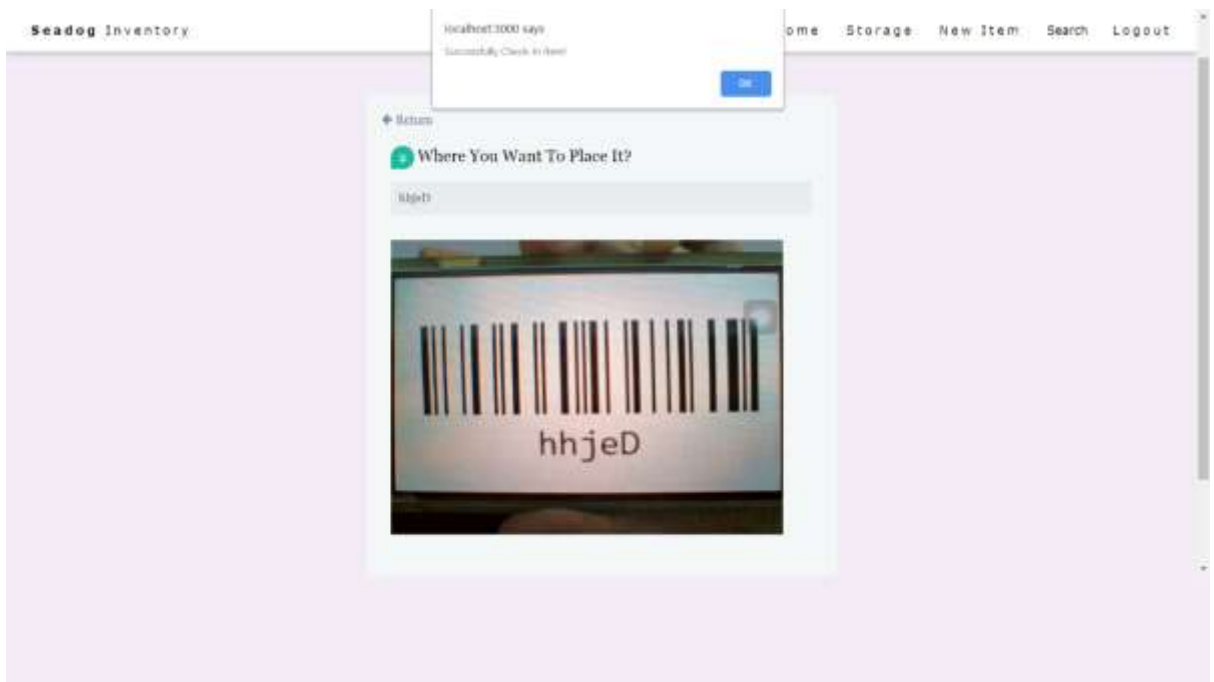 Seadog Inventory
localhost:3000 says
Storage New Item Search Logout
Successfully Check In Item!
OK
Return
Where You Want To Place It?
hhjeD
hhjeD